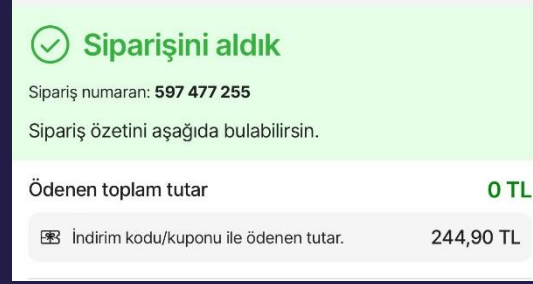 Siparişini aldık
Sipariş numaran: 597 477 255
Sipariş özetini aşağıda bulabilirsin.
Ödenen toplam tutar 0 TL
İndirim kodu/kuponu ile ödenen tutar. 244,90 TL